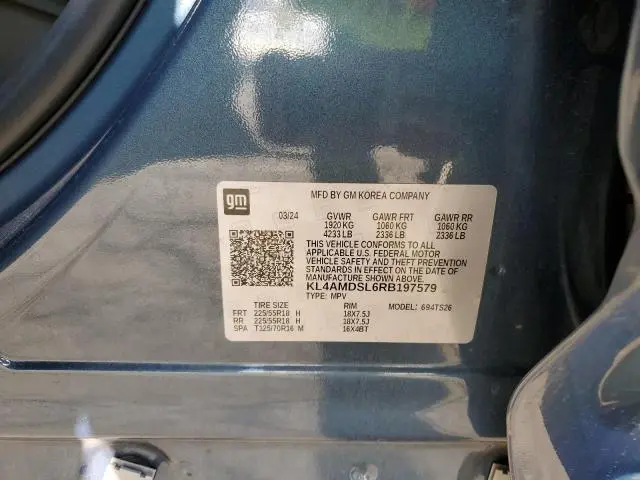 gm
MFD BY GM KOREA COMPANY
03/24 GVWR GAWR FRT GAWR RR
1920 KG 1060 KG 1060 KG
4233 LB 2336 LB 2336 LB
THIS VEHICLE CONFORMS TO ALL
APPLICABLE U.S. FEDERAL MOTOR
VEHICLE SAFETY AND THEFT PREVENTION
STANDARDS IN EFFECT ON THE DATE OF
MANUFACTURE SHOWN ABOVE.
KL4AMDSL6RB197579
TYPE: MPV MODEL: 694TS26
TIRE SIZE RIM
FRT 225/55R18 H 18X7.5J
RR 225/55R18 H 18X7.5J
SPA T125/70R16 M 16X4BT